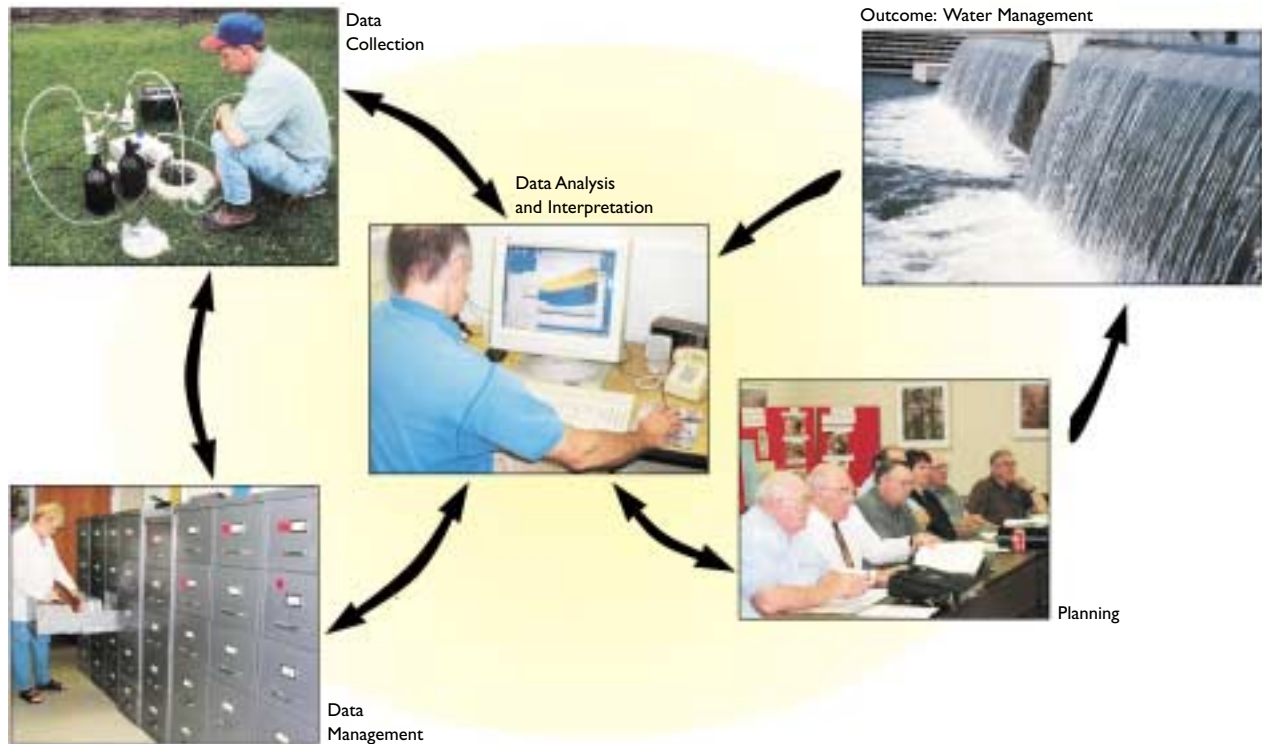 Data
Collection
Outcome: Water Management
Data Analysis
and Interpretation
Planning
Data
Management